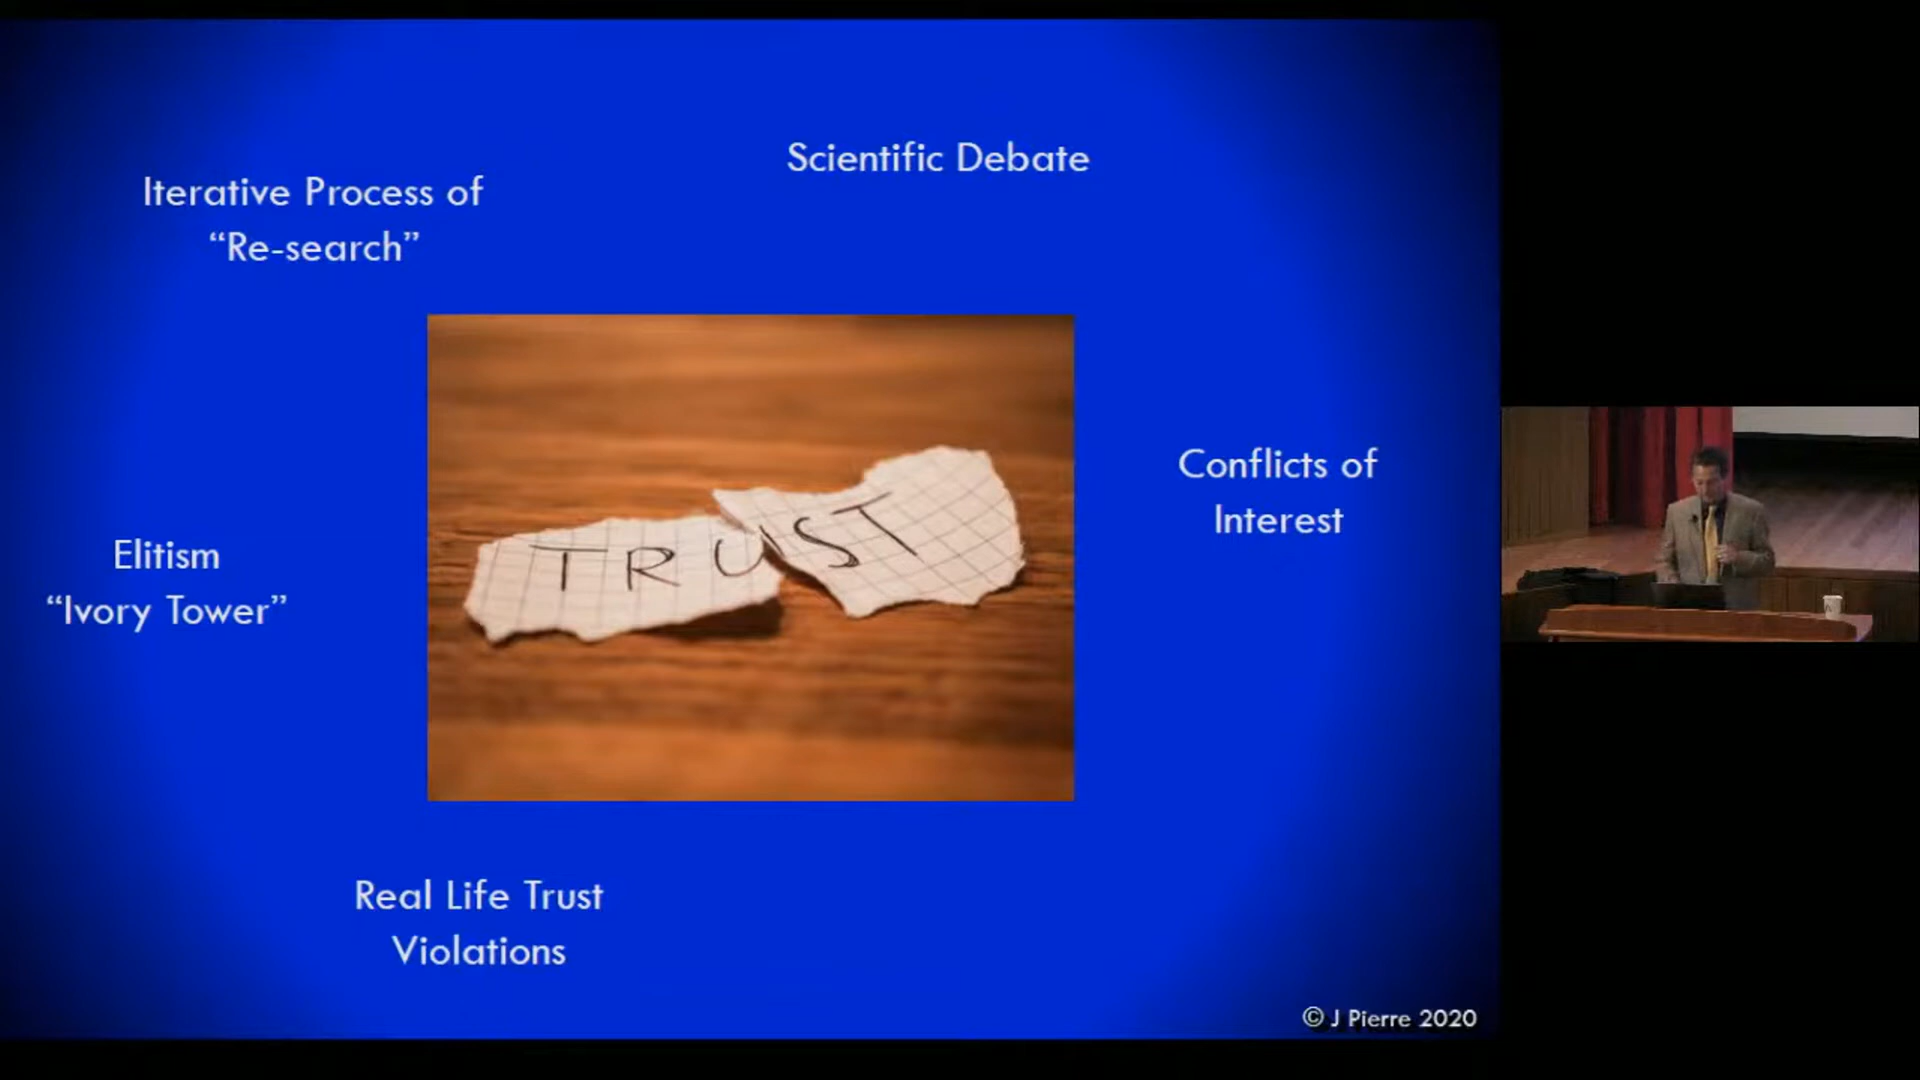 Scientific Debate
Iterative Process of
“Re-search”
TRUST
Conflicts of
Interest
Elitism
“Ivory Tower”
Real Life Trust
Violations
© J Pierre 2020